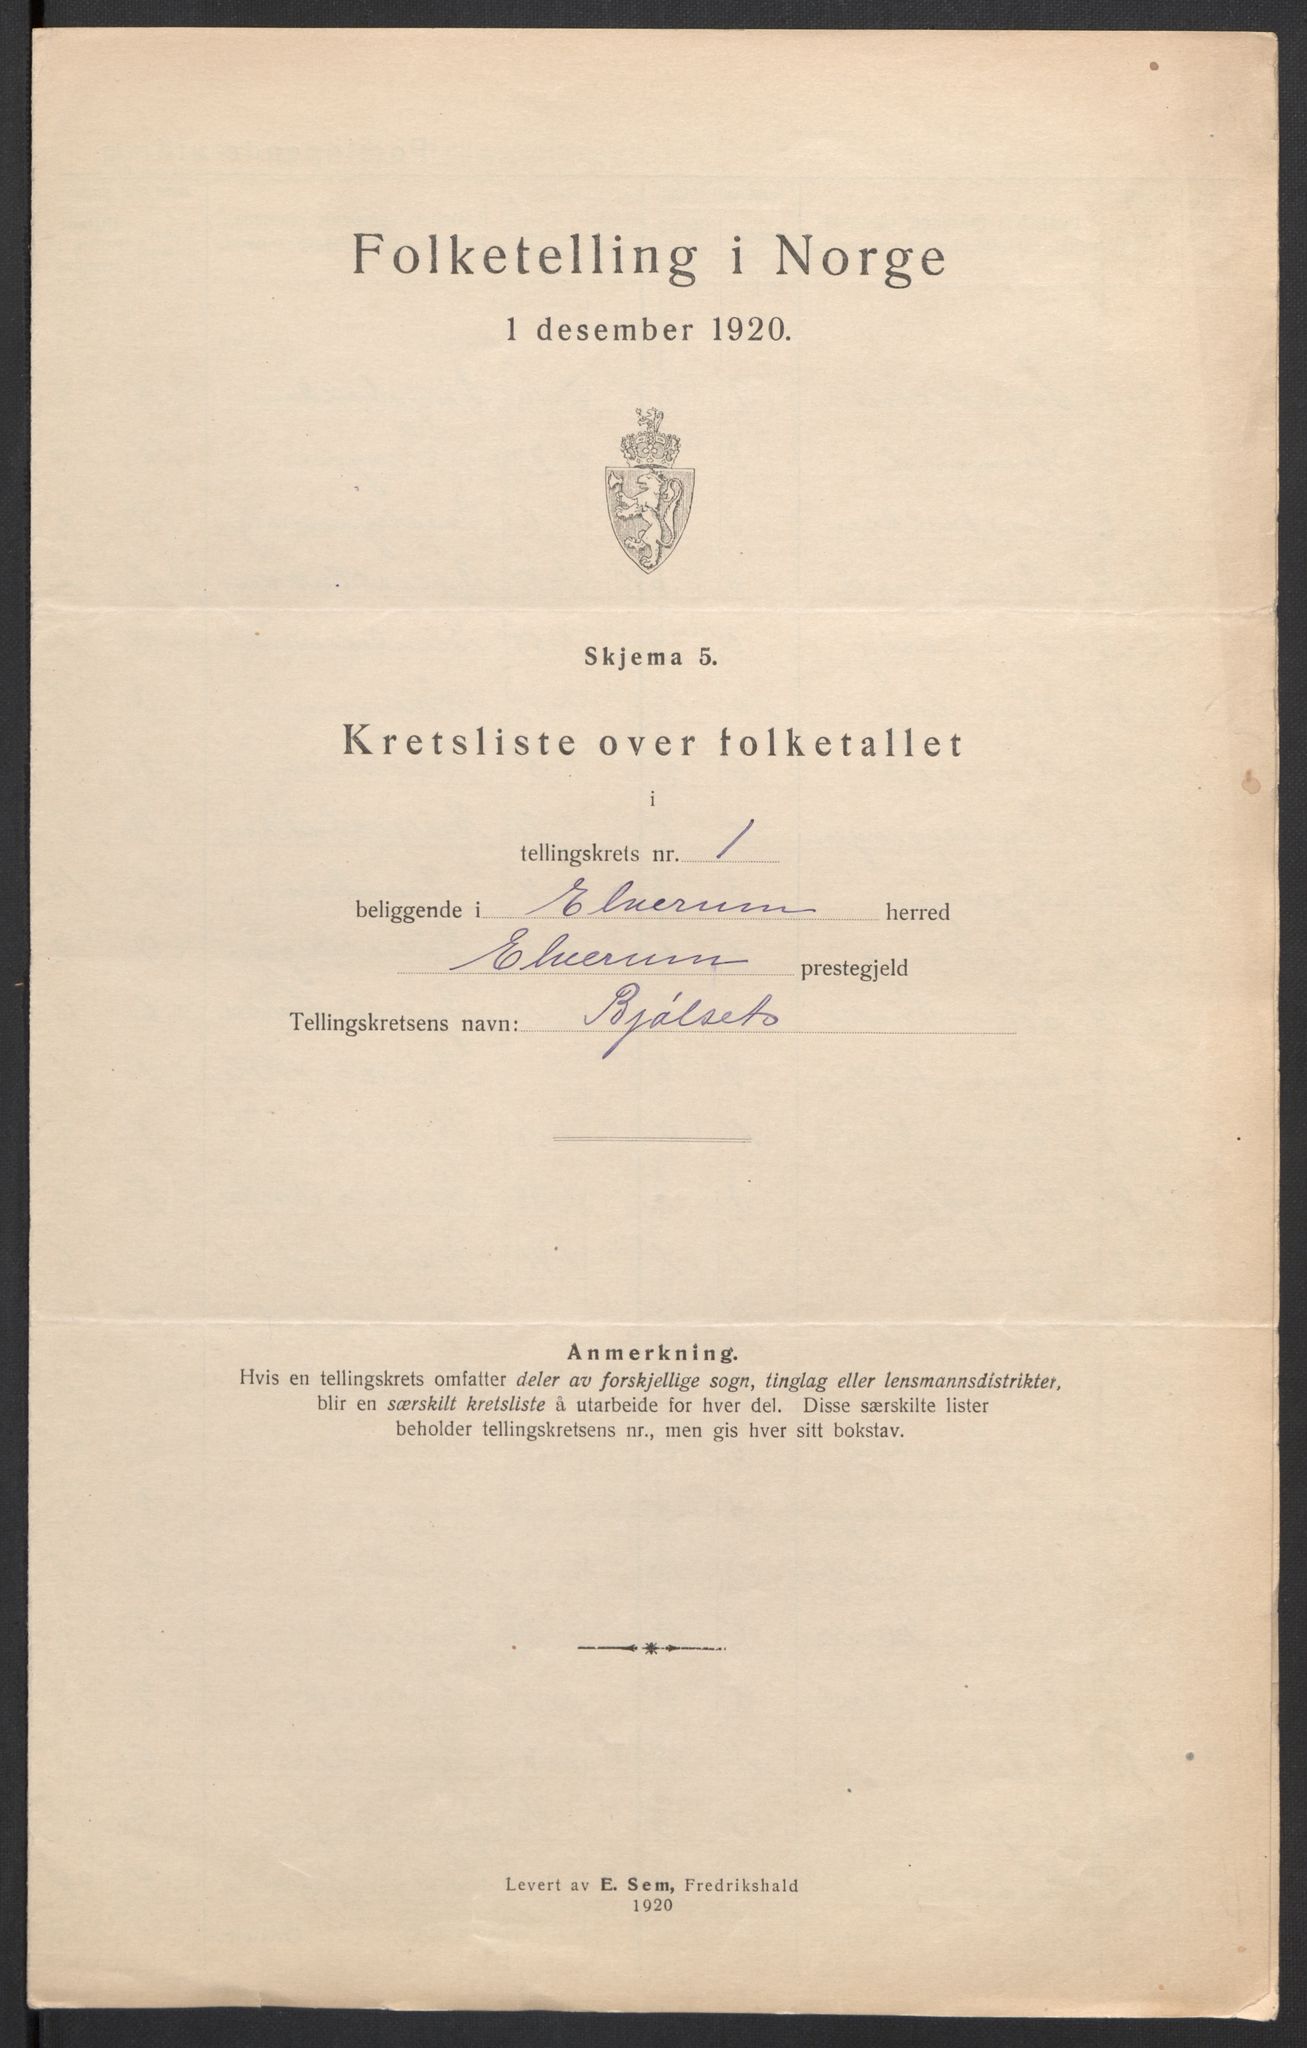 Folketelling i Norge
1 desember 1920.
Skjema 5.
Kretsliste over folketallet
i
tellingskrets nr. 1
beliggende i Elverum herred
Elverum prestegjeld
Tellingskretsens navn: Bjølset
Anmerkning.
Hvis en tellingskrets omfatter deler av forskjellige sogn, tinglag eller lensmannsdistrikter,
blir en særskilt kretsliste å utarbeide for hver del. Disse særskilte lister
beholder tellingskretsens nr., men gis hver sitt bokstav.
Levert av E. Sem, Fredrikshald
1920